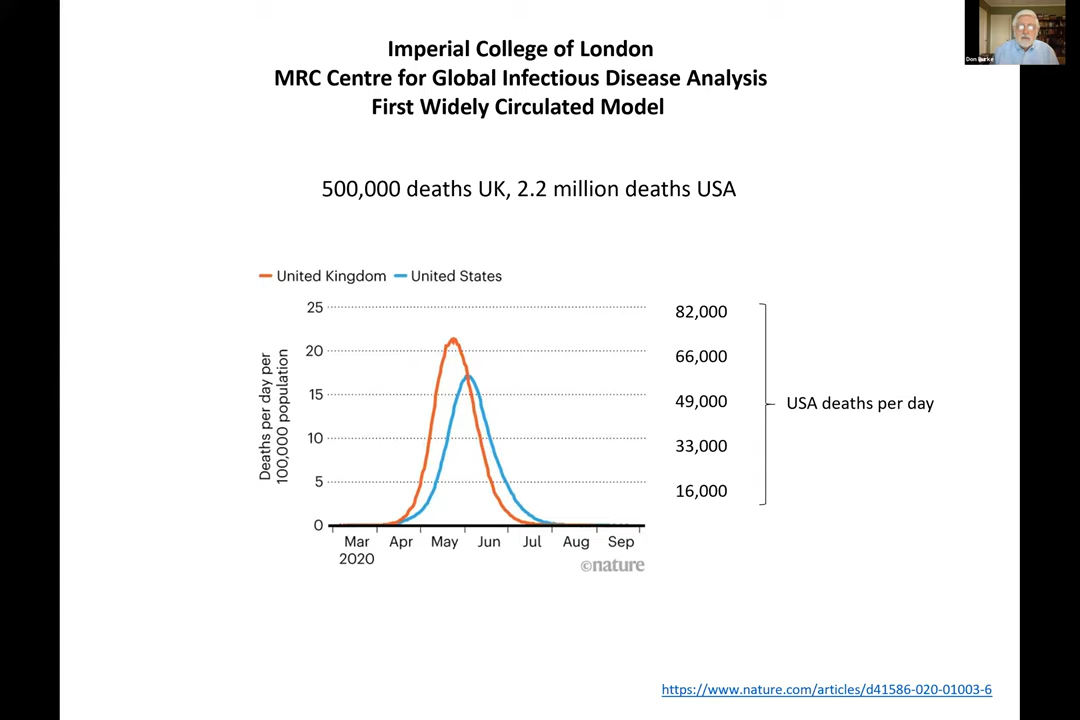 Imperial College of London
MRC Centre for Global Infectious Disease Analysis
First Widely Circulated Model
500,000 deaths UK, 2.2 million deaths USA
United Kingdom United States
Deaths per day per
100,000 population
25
20
15
10
5
0
Mar Apr May Jun Jul Aug Sep
2020
©nature
82,000
66,000
49,000
33,000
16,000
USA deaths per day
https://www.nature.com/articles/d41586-020-01003-6
Don Burke